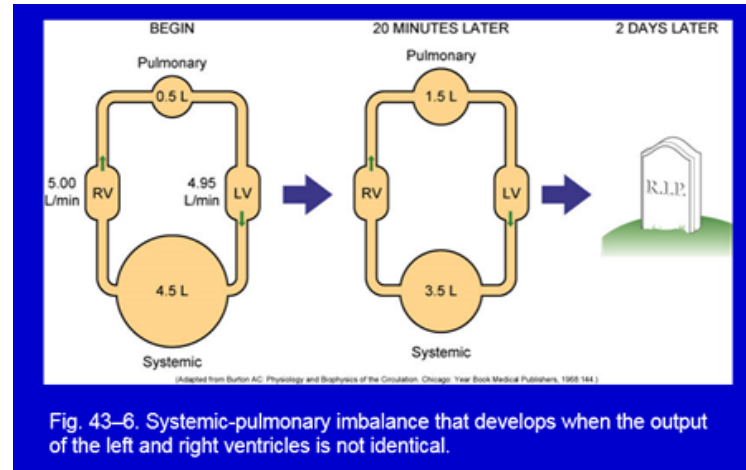 BEGIN
20 MINUTES LATER
2 DAYS LATER
Pulmonary
0.5 L
5.00
L/min
RV
4.95
L/min
LV
4.5 L
Systemic
Pulmonary
1.5 L
RV
LV
3.5 L
Systemic
R.I.P.
(Adapted from Burton AC: Physiology and Biophysics of the Circulation. Chicago: Year Book Medical Publishers, 1968:144.)
Fig. 43–6. Systemic-pulmonary imbalance that develops when the output
of the left and right ventricles is not identical.